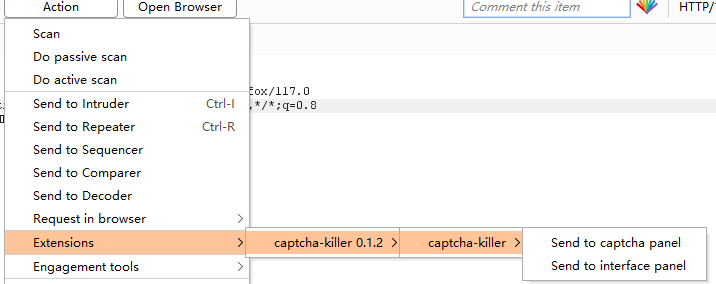 Action
Open Browser
Comment this item
HTTP/
Scan
Do passive scan
Do active scan
fox/117.0
Send to Intruder Ctrl-I
,*/*;q=0.8
Send to Repeater Ctrl-R
Send to Sequencer
Send to Comparer
Send to Decoder
Request in browser
Extensions
captcha-killer 0.1.2
captcha-killer
Send to captcha panel
Send to interface panel
Engagement tools